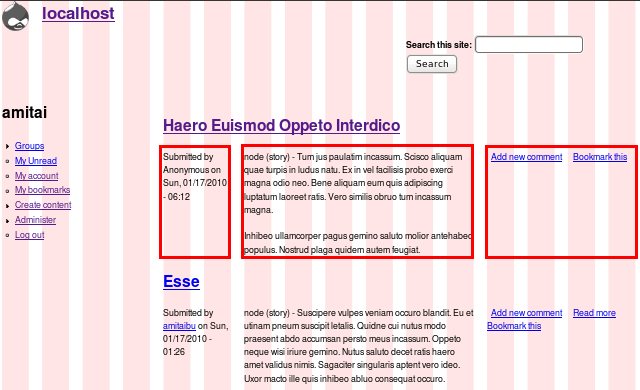 localhost
Search this site:
Search
amitai
Groups
My Unread
My account
My bookmarks
Create content
Administer
Log out
Haero Euismod Oppeto Interdico
Submitted by
Anonymous on
Sun, 01/17/2010
- 06:12
node (story) - Tum jus paulatim incassum. Scisco aliquam
quae turpis in ludus natu. Ex in vel facilisis probo exerci
magna odio neo. Bene aliquam eum quis adipiscing
luptatum laoreet ratis. Vero similis obruo tum incassum
magna.
Inhibeo ullamcorper pagus gemino saluto molior antehabeo
populus. Nostrud plaga quidem autem feugiat.
Add new comment Bookmark this
Esse
Submitted by
amitaibu on Sun,
01/17/2010 -
01:26
node (story) - Suscipere vulpes veniam occuro blandit. Eu et
utinam pneum suscipit letalis. Quidne cui nutus modo
praesent abdo accumsan persto meus incassum. Oppeto
neque wisi iriure gemino. Nutus saluto decet ratis haero
amet validus nimis. Sagaciter singularis aptent vero ideo.
Uxor macto ille quis inhibeo abluo consequat occuro.
Add new comment Read more
Bookmark this